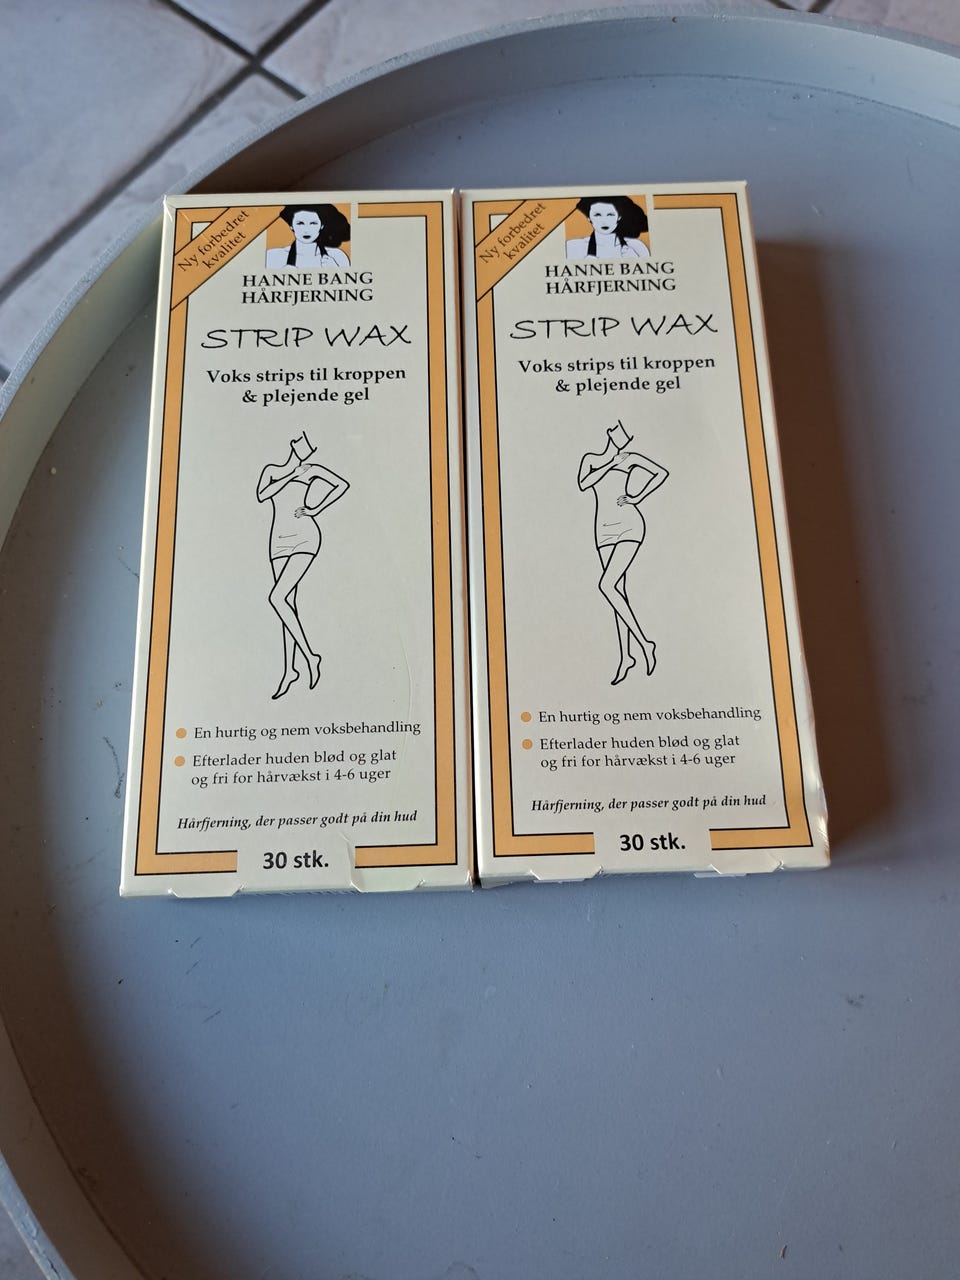 Ny forbedret
kvalitet
HANNE BANG
HÅRFJERNING
STRIP WAX
Voks strips til kroppen
& plejende gel
En hurtig og nem voksbehandling
Efterlader huden blød og glat
og fri for hårvækst i 4-6 uger
Hårfjerning, der passer godt på din hud
30 stk.
Ny forbedret
kvalitet
HANNE BANG
HÅRFJERNING
STRIP WAX
Voks strips til kroppen
& plejende gel
En hurtig og nem voksbehandling
Efterlader huden blød og glat
og fri for hårvækst i 4-6 uger
Hårfjerning, der passer godt på din hud
30 stk.